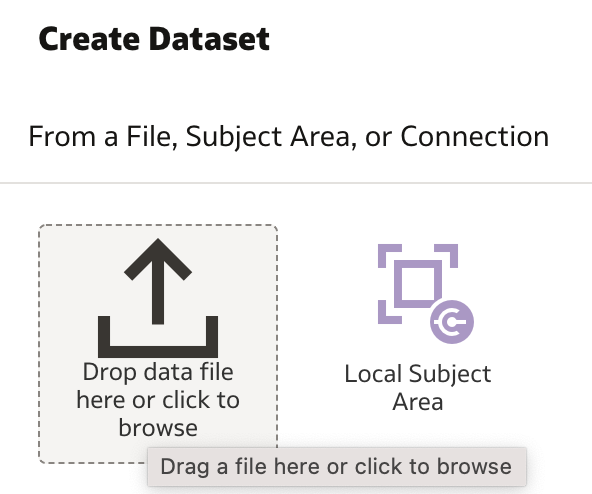 Create Dataset
From a File, Subject Area, or Connection
Drop data file
here or click to
browse
Local Subject
Area
Drag a file here or click to browse